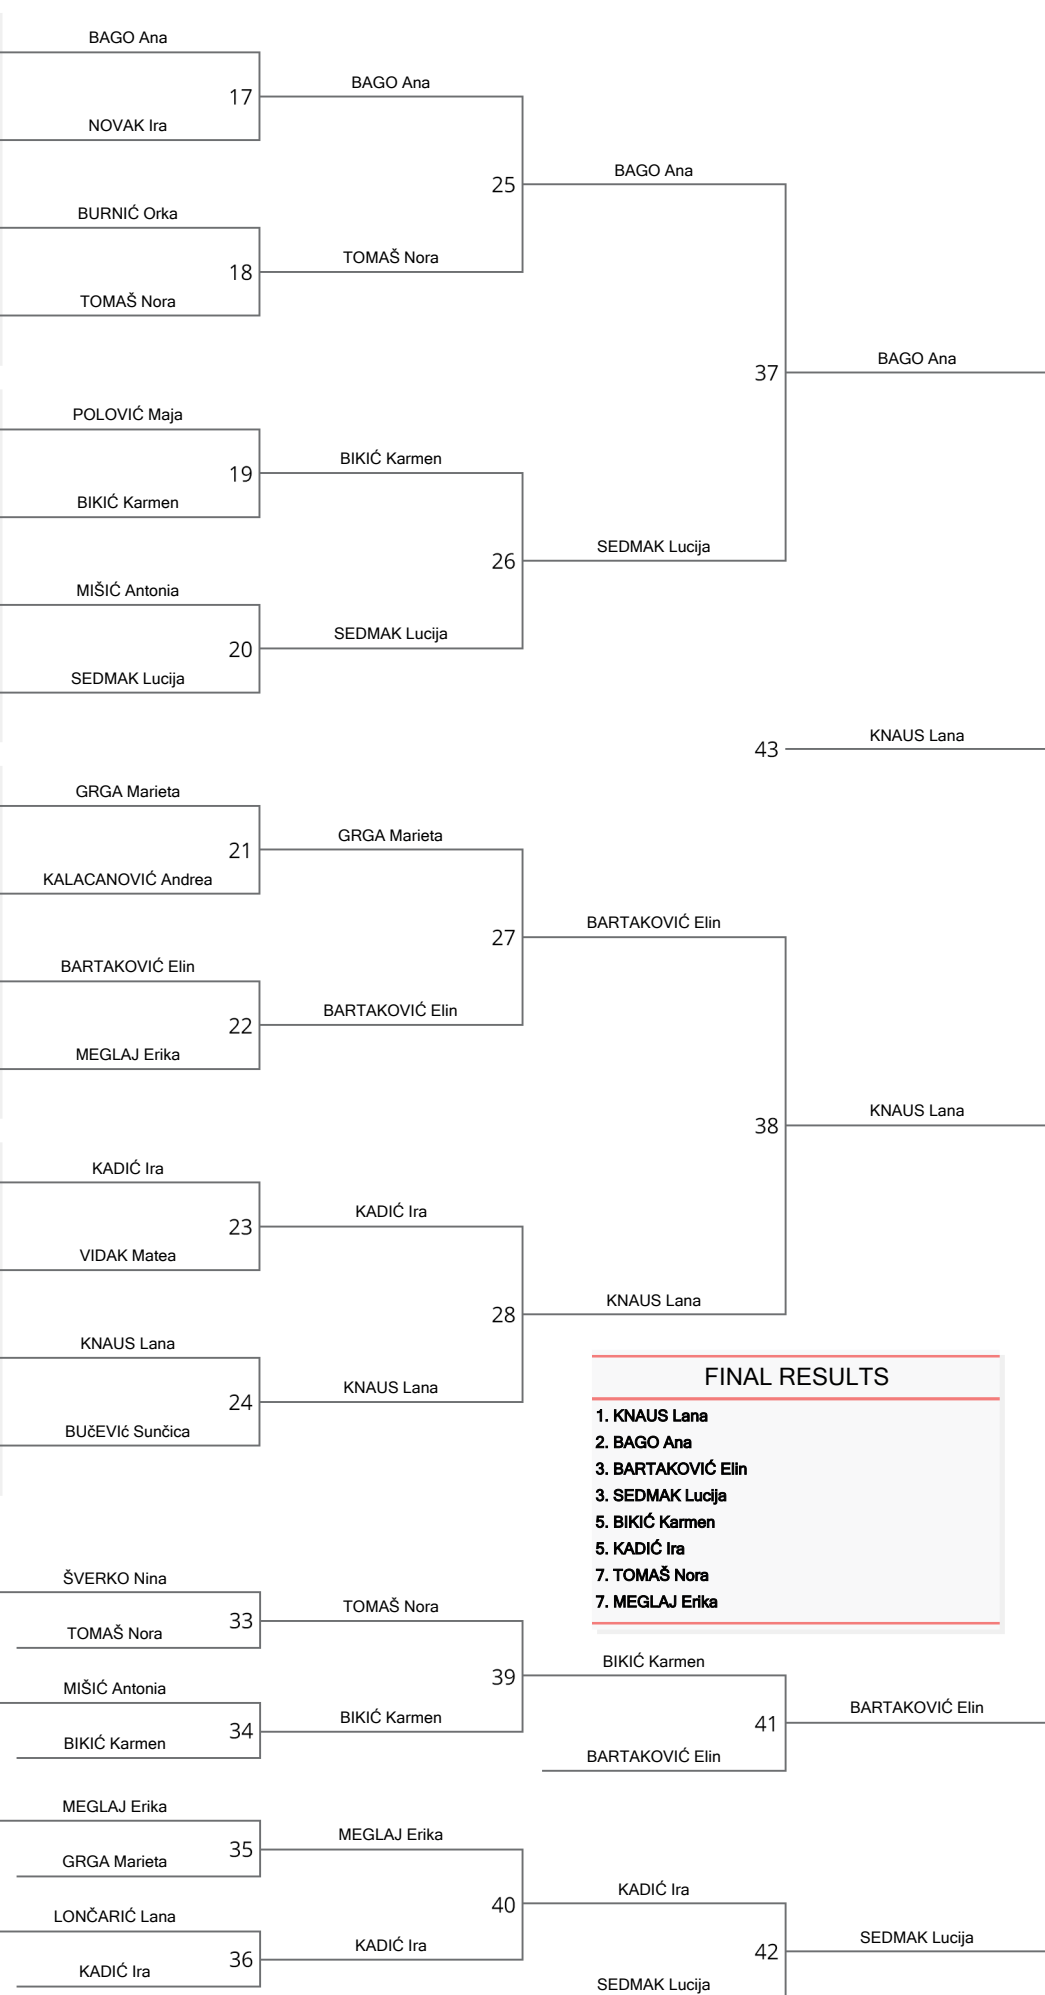 BAGO Ana
17
BAGO Ana
NOVAK Ira
25
BAGO Ana
BURNIĆ Orka
18
TOMAŠ Nora
TOMAŠ Nora
37
BAGO Ana
POLOVIĆ Maja
19
BIKIĆ Karmen
BIKIĆ Karmen
26
SEDMAK Lucija
MIŠIĆ Antonia
20
SEDMAK Lucija
SEDMAK Lucija
43
KNAUS Lana
GRGA Marieta
21
GRGA Marieta
KALACANOVIĆ Andrea
27
BARTAKOVIĆ Elin
BARTAKOVIĆ Elin
22
BARTAKOVIĆ Elin
MEGLAJ Erika
38
KNAUS Lana
KADIĆ Ira
23
KADIĆ Ira
VIDAK Matea
28
KNAUS Lana
KNAUS Lana
24
KNAUS Lana
BUčEVIć Sunčica
FINAL RESULTS
1. KNAUS Lana
2. BAGO Ana
3. BARTAKOVIĆ Elin
3. SEDMAK Lucija
5. BIKIĆ Karmen
5. KADIĆ Ira
7. TOMAŠ Nora
7. MEGLAJ Erika
ŠVERKO Nina
33
TOMAŠ Nora
TOMAŠ Nora
39
BIKIĆ Karmen
MIŠIĆ Antonia
34
BIKIĆ Karmen
BIKIĆ Karmen
41
BARTAKOVIĆ Elin
BARTAKOVIĆ Elin
MEGLAJ Erika
35
MEGLAJ Erika
GRGA Marieta
40
KADIĆ Ira
LONČARIĆ Lana
36
KADIĆ Ira
KADIĆ Ira
42
SEDMAK Lucija
SEDMAK Lucija